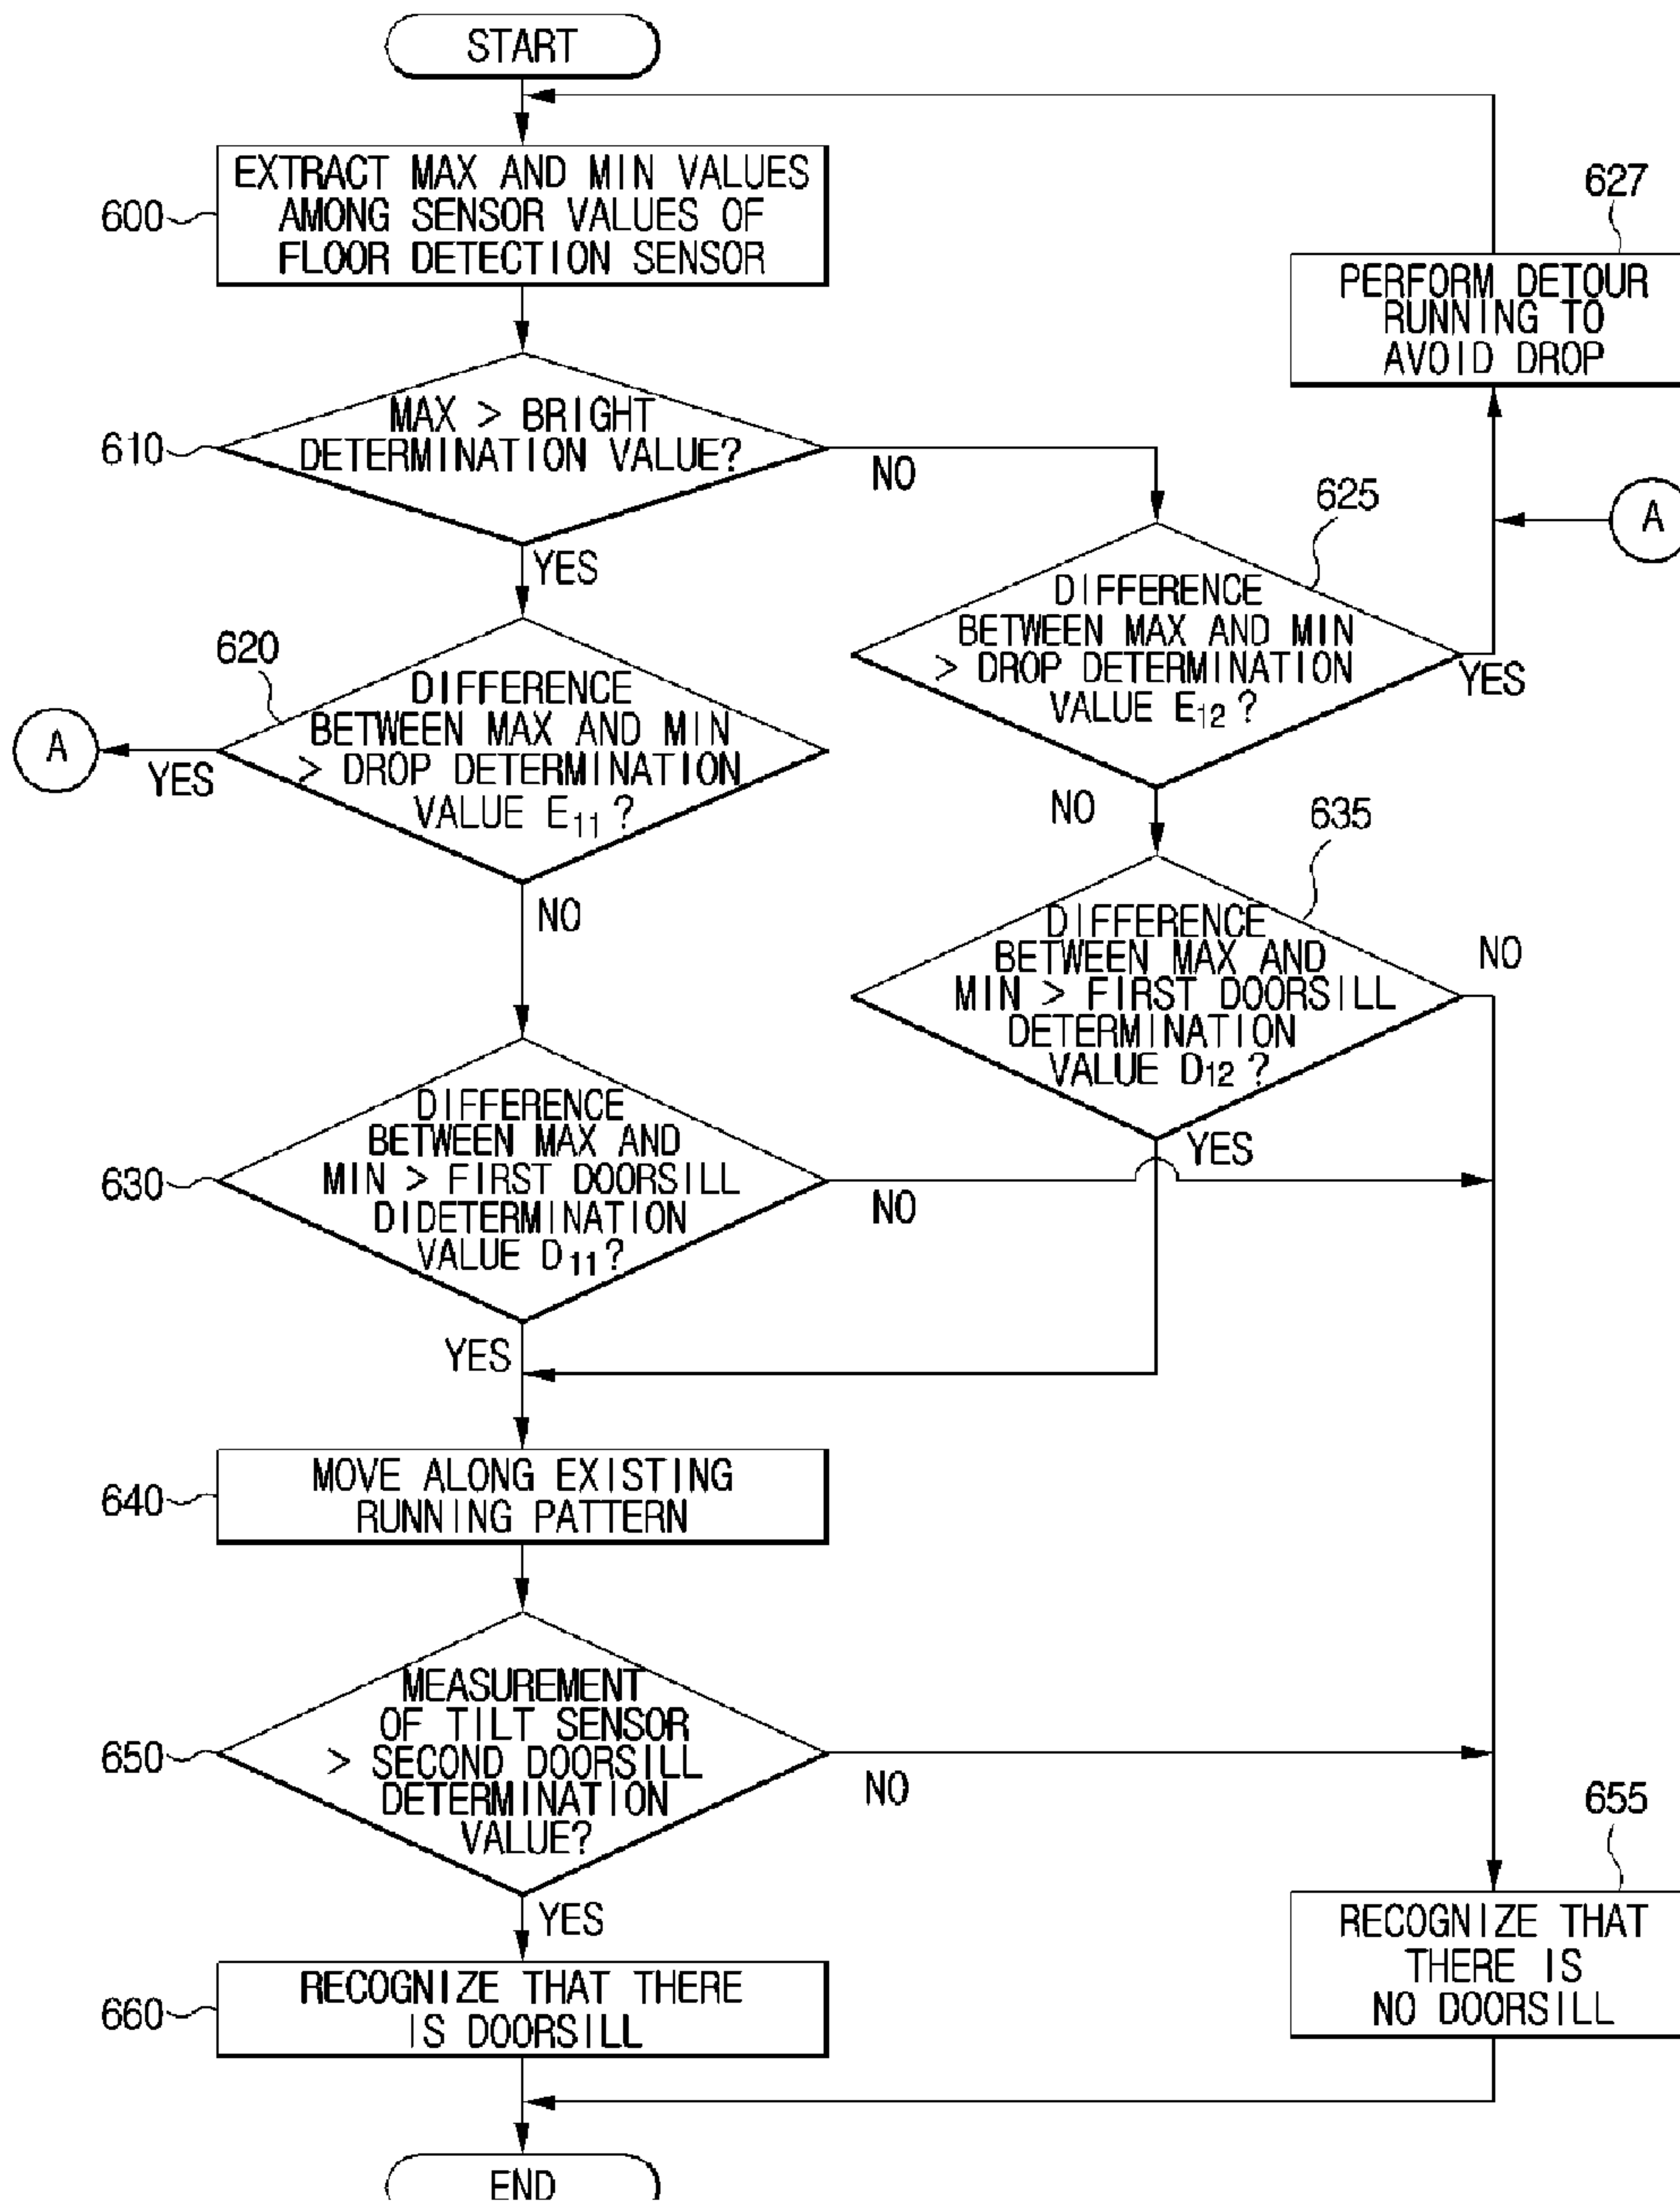 START
EXTRACT MAX AND MIN VALUES
AMONG SENSOR VALUES OF
FLOOR DETECTION SENSOR
600
627
PERFORM DETOUR
RUNNING TO
AVOID DROP
MAX > BRIGHT
DETERMINATION VALUE?
610
NO
YES
625
A
DIFFERENCE
BETWEEN MAX AND MIN
> DROP DETERMINATION
VALUE E12 ?
YES
NO
620
DIFFERENCE
BETWEEN MAX AND MIN
> DROP DETERMINATION
VALUE E11 ?
A
YES
NO
635
DIFFERENCE
BETWEEN MAX AND
MIN > FIRST DOORSILL
DETERMINATION
VALUE D12 ?
NO
YES
DIFFERENCE
BETWEEN MAX AND
MIN > FIRST DOORSILL
DIDETERMINATION
VALUE D11 ?
630
NO
YES
MOVE ALONG EXISTING
RUNNING PATTERN
640
MEASUREMENT
OF TILT SENSOR
> SECOND DOORSILL
DETERMINATION
VALUE?
650
NO
YES
655
RECOGNIZE THAT
THERE IS
NO DOORSILL
RECOGNIZE THAT THERE
IS DOORSILL
660
END